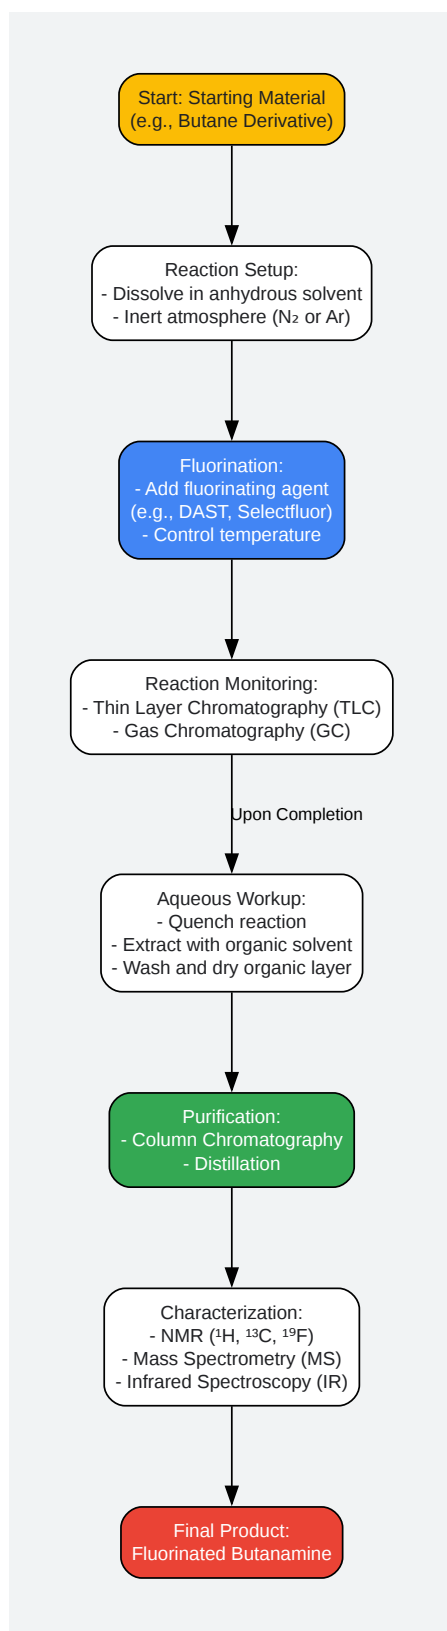 Start: Starting Material
(e.g., Butane Derivative)
Reaction Setup:
- Dissolve in anhydrous solvent
- Inert atmosphere (N₂ or Ar)
Fluorination:
- Add fluorinating agent
(e.g., DAST, Selectfluor)
- Control temperature
Reaction Monitoring:
- Thin Layer Chromatography (TLC)
- Gas Chromatography (GC)
Upon Completion
Aqueous Workup:
- Quench reaction
- Extract with organic solvent
- Wash and dry organic layer
Purification:
- Column Chromatography
- Distillation
Characterization:
- NMR (¹H, ¹³C, ¹⁹F)
- Mass Spectrometry (MS)
- Infrared Spectroscopy (IR)
Final Product:
Fluorinated Butanamine